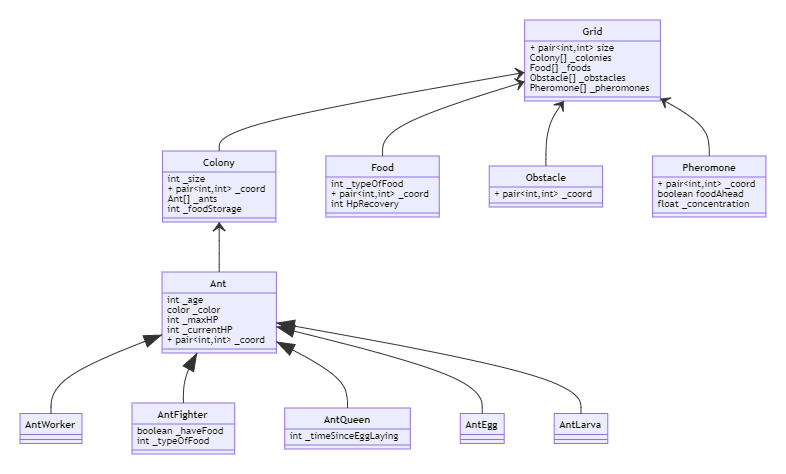 Grid
+ pair<int,int> size
Colony[] _colonies
Food[] _foods
Obstacle[] _obstacles
Pheromone[] _pheromones
Colony
int _size
+ pair<int,int> _coord
Ant[] _ants
int _foodStorage
Food
int _typeOfFood
+ pair<int,int> _coord
int HpRecovery
Obstacle
+ pair<int,int> _coord
Pheromone
+ pair<int,int> _coord
boolean foodAhead
float _concentration
Ant
int _age
color _color
int _maxHP
int _currentHP
+ pair<int,int> _coord
AntWorker
AntFighter
boolean _haveFood
int _typeOfFood
AntQueen
int _timeSinceEggLaying
AntEgg
AntLarva